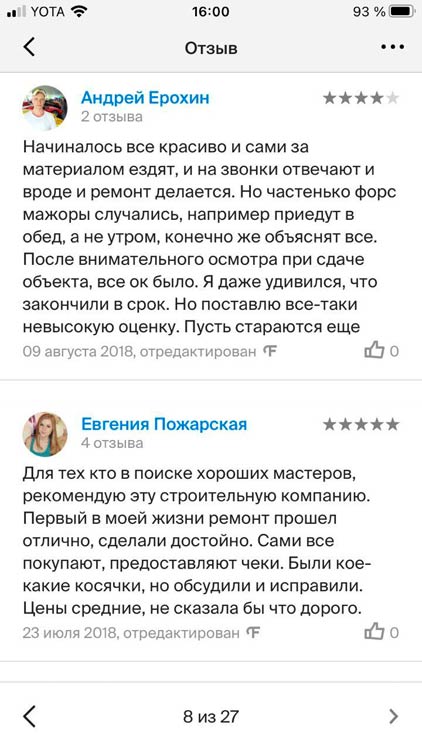 YOTA 16:00 93 %
Отзыв
Андрей Ерохин
2 отзыва
Начиналось все красиво и сами за
материалом ездят, и на звонки отвечают и
вроде и ремонт делается. Но частенько форс
мажоры случались, например приедут в
обед, а не утром, конечно же объяснят все.
После внимательного осмотра при сдаче
объекта, все ок было. Я даже удивился, что
закончили в срок. Но поставлю все-таки
невысокую оценку. Пусть стараются еще
09 августа 2018, отредактирован 0
Евгения Пожарская
4 отзыва
Для тех кто в поиске хороших мастеров,
рекомендую эту строительную компанию.
Первый в моей жизни ремонт прошел
отлично, сделали достойно. Сами все
покупают, предоставляют чеки. Были кое-
какие косячки, но обсудили и исправили.
Цены средние, не сказала бы что дорого.
23 июля 2018, отредактирован 0
8 из 27